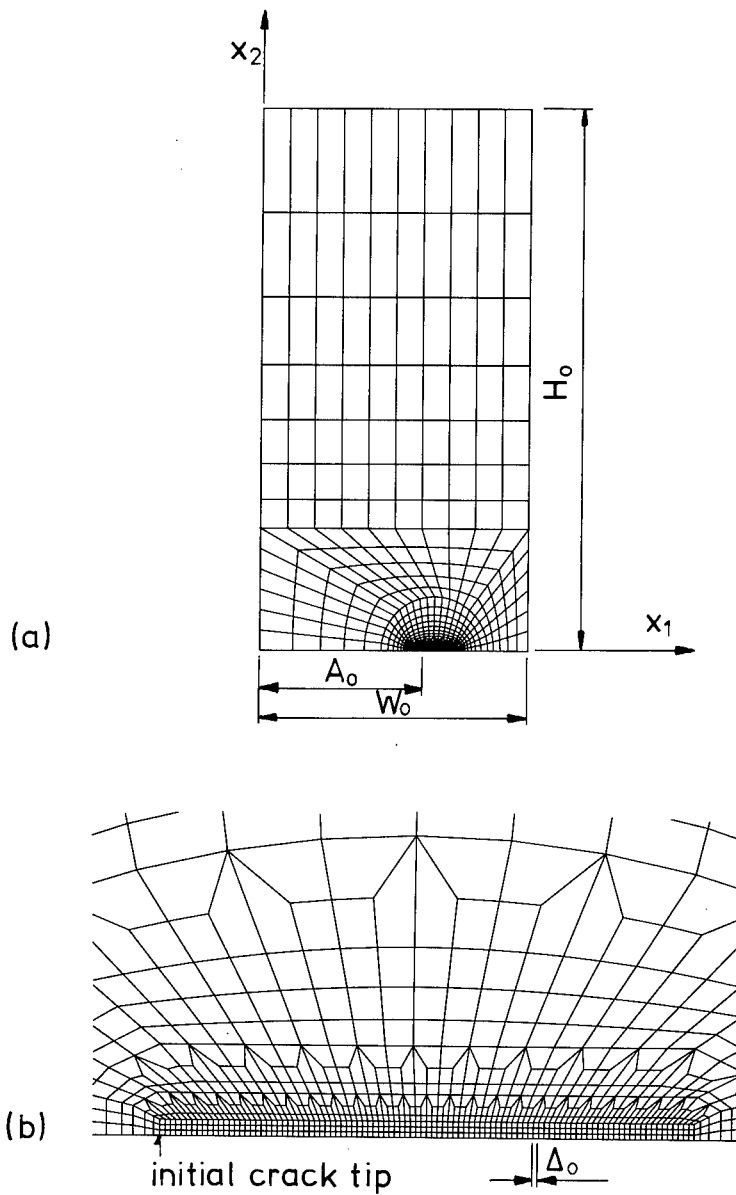 x₂
H₀
(a)
x₁
A₀
W₀
(b)
initial crack tip
Δ₀